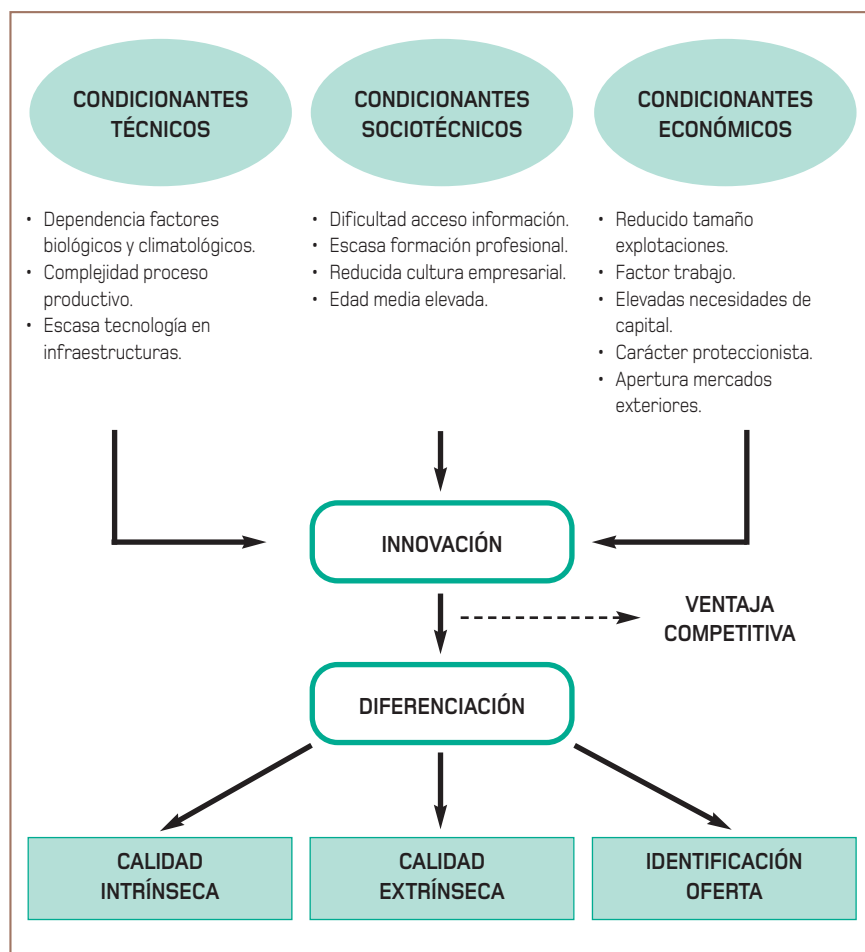 CONDICIONANTES
TÉCNICOS
• Dependencia factores
biológicos y climatológicos.
• Complejidad proceso
productivo.
• Escasa tecnología en
infraestructuras.
CONDICIONANTES
SOCIOTÉCNICOS
• Dificultad acceso información.
• Escasa formación profesional.
• Reducida cultura empresarial.
• Edad media elevada.
CONDICIONANTES
ECONÓMICOS
• Reducido tamaño
explotaciones.
• Factor trabajo.
• Elevadas necesidades de
capital.
• Carácter proteccionista.
• Apertura mercados
exteriores.
INNOVACIÓN
VENTAJA
COMPETITIVA
DIFERENCIACIÓN
CALIDAD
INTRÍNSECA
CALIDAD
EXTRÍNSECA
IDENTIFICACIÓN
OFERTA